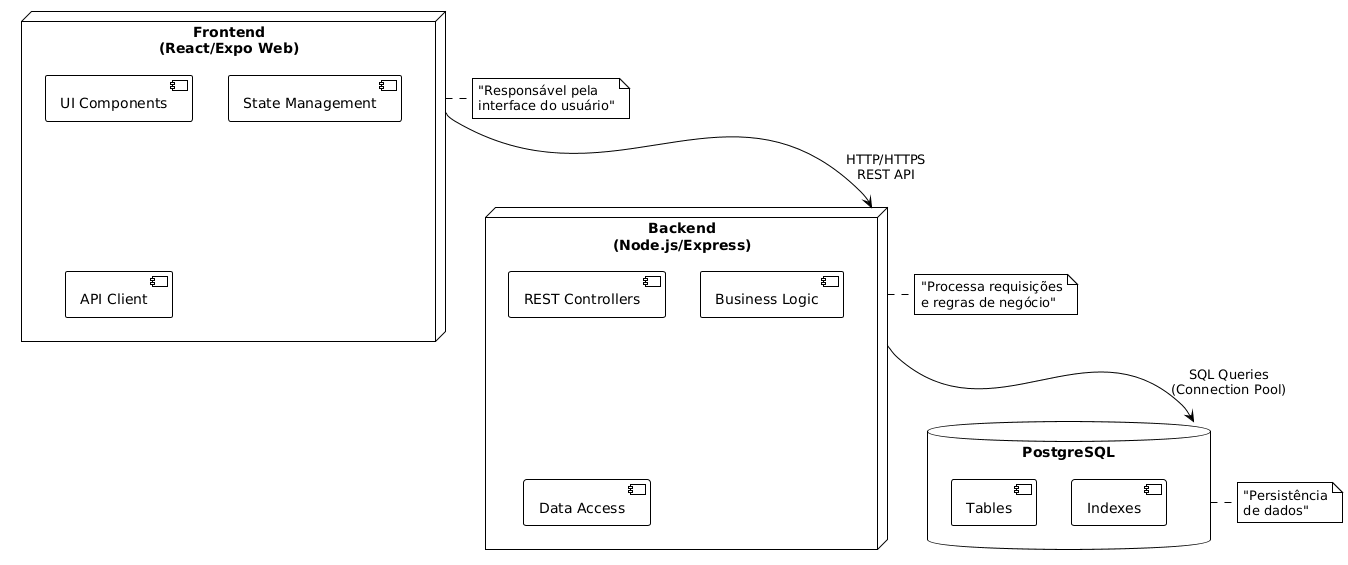 Frontend
(React/Expo Web)
UI Components
State Management
"Responsável pela
interface do usuário"
HTTP/HTTPS
REST API
API Client
Backend
(Node.js/Express)
REST Controllers
Business Logic
"Processa requisições
e regras de negócio"
SQL Queries
(Connection Pool)
Data Access
PostgreSQL
Tables
Indexes
"Persistência
de dados"